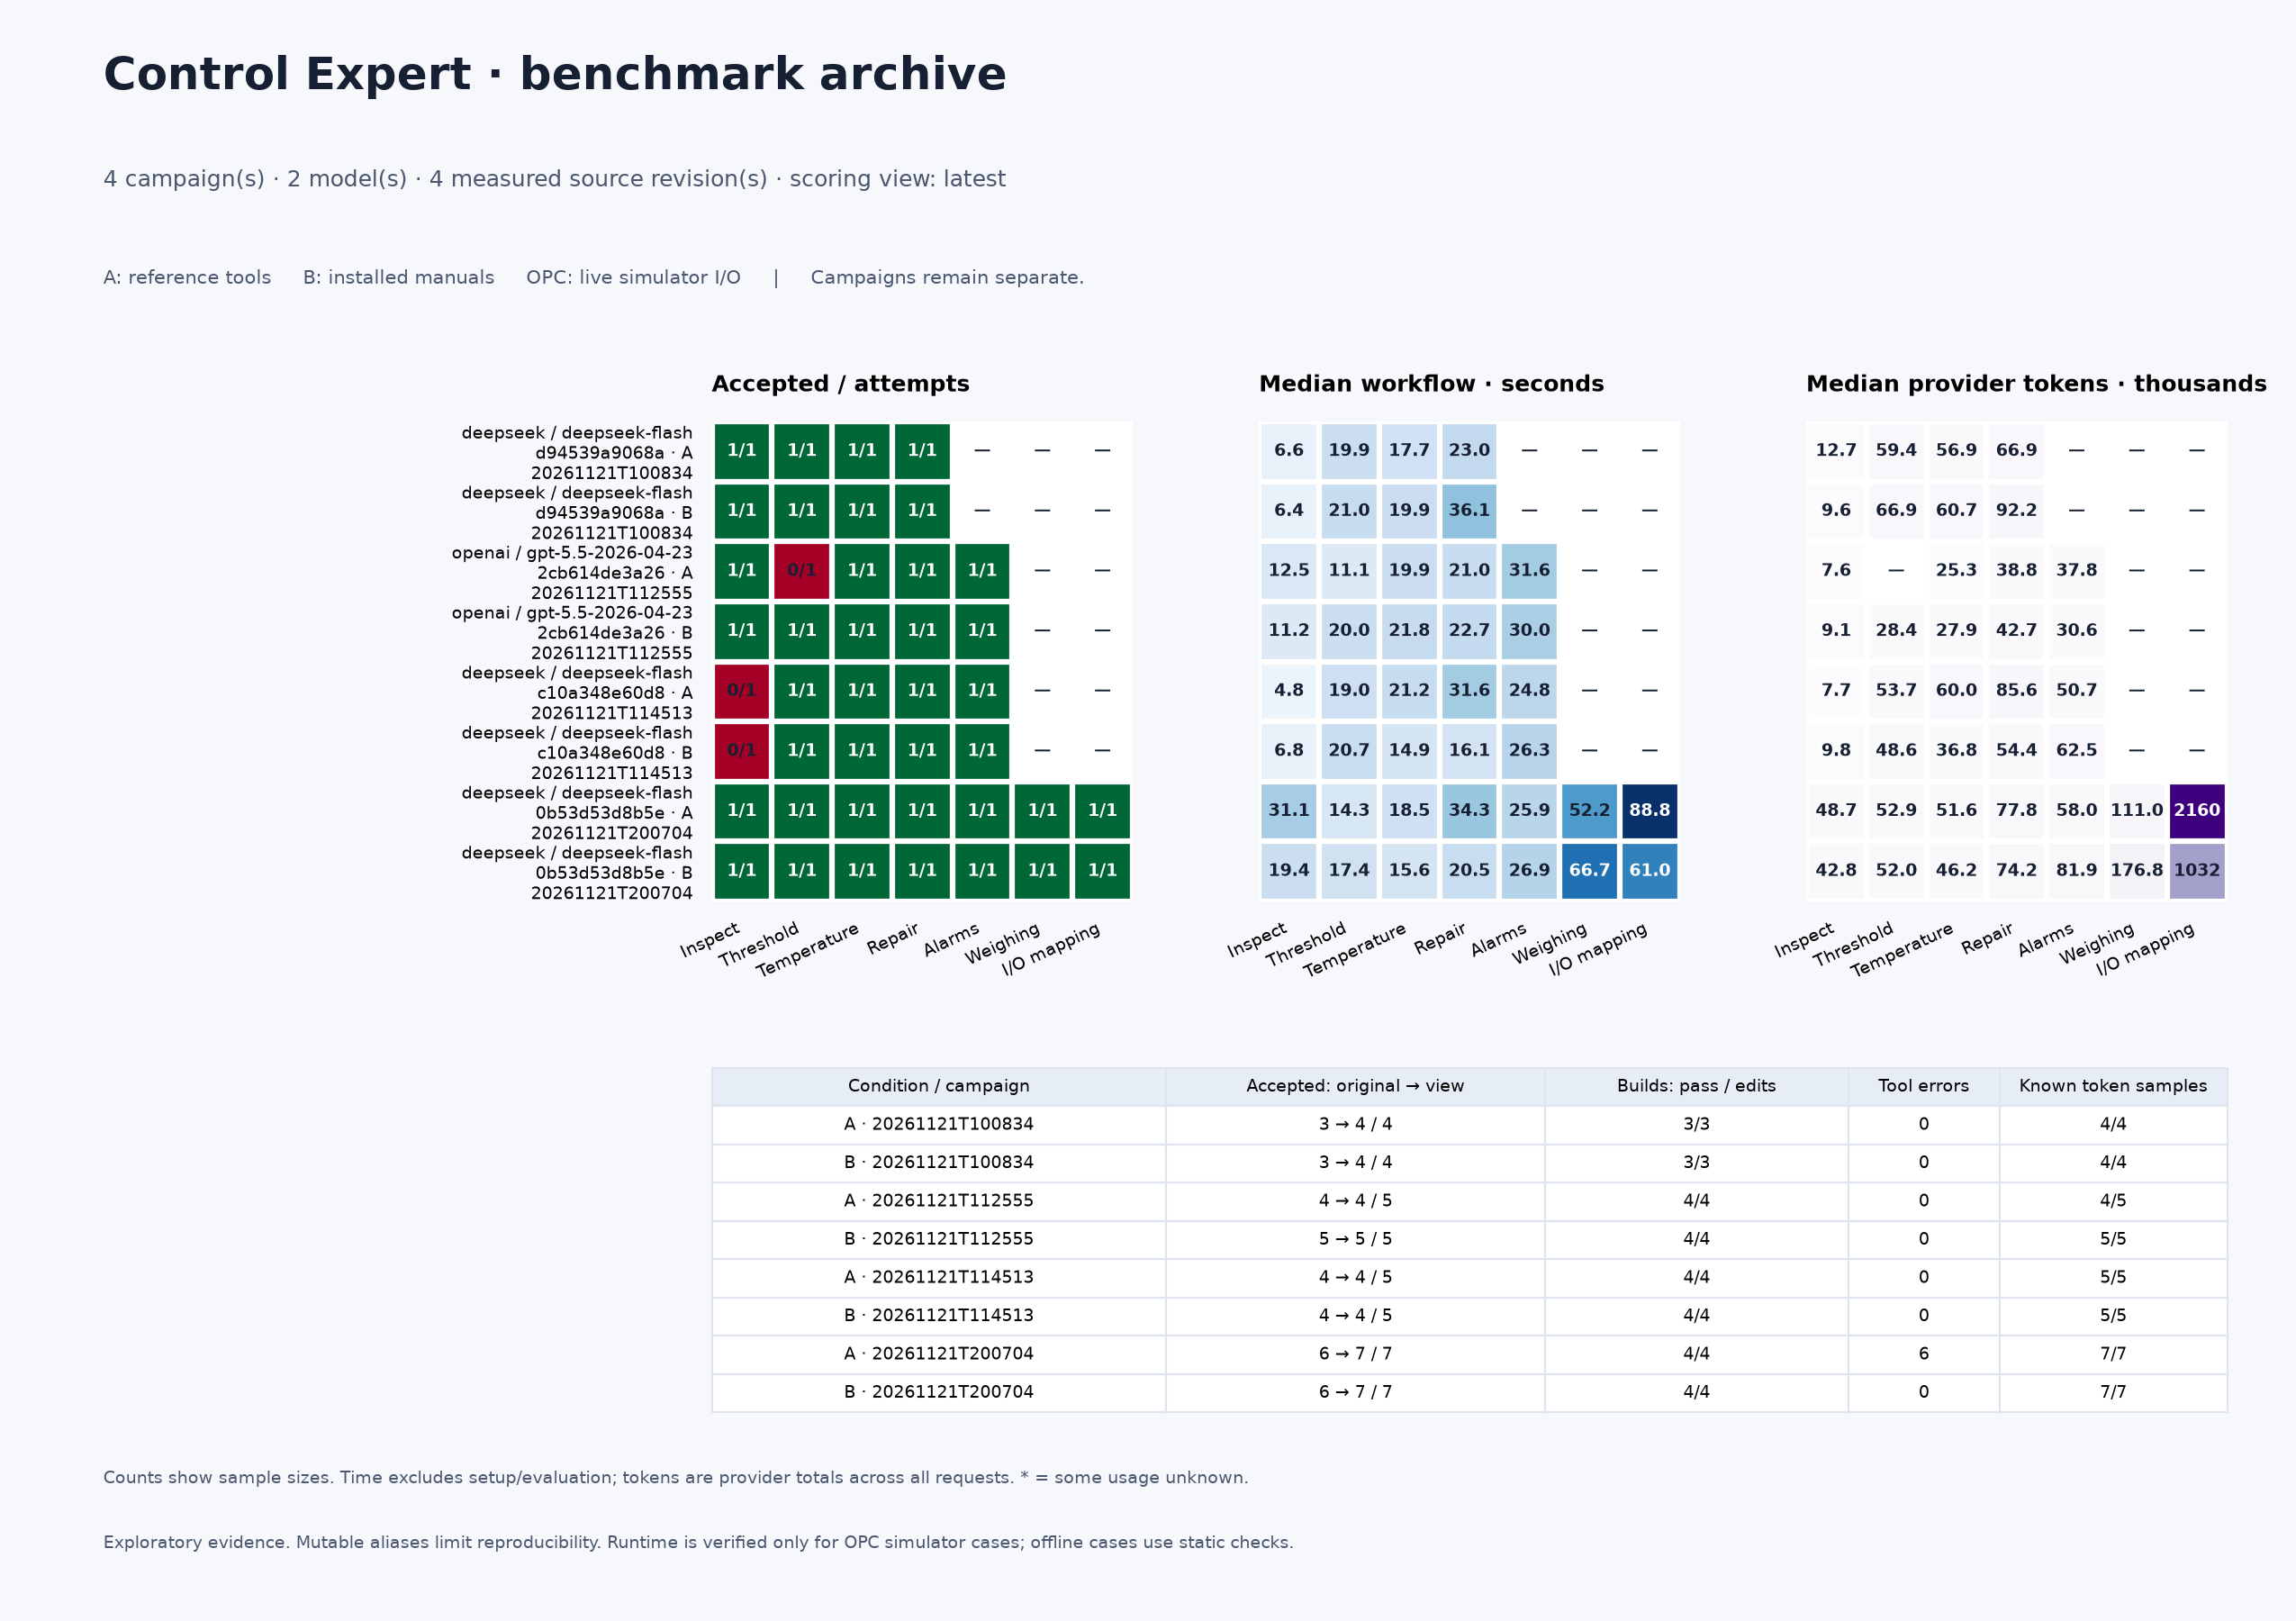 Control Expert · benchmark archive
4 campaign(s) · 2 model(s) · 4 measured source revision(s) · scoring view: latest
A: reference tools B: installed manuals OPC: live simulator I/O | Campaigns remain separate.
Accepted / attempts
Median workflow · seconds
Median provider tokens · thousands
deepseek / deepseek-flash
d94539a9068a · A
20261121T100834
1/1 1/1 1/1 1/1 — — —
6.6 19.9 17.7 23.0 — — —
12.7 59.4 56.9 66.9 — — —
deepseek / deepseek-flash
d94539a9068a · B
20261121T100834
1/1 1/1 1/1 1/1 — — —
6.4 21.0 19.9 36.1 — — —
9.6 66.9 60.7 92.2 — — —
openai / gpt-5.5-2026-04-23
2cb614de3a26 · A
20261121T112555
1/1 0/1 1/1 1/1 1/1 — —
12.5 11.1 19.9 21.0 31.6 — —
7.6 — 25.3 38.8 37.8 — —
openai / gpt-5.5-2026-04-23
2cb614de3a26 · B
20261121T112555
1/1 1/1 1/1 1/1 1/1 — —
11.2 20.0 21.8 22.7 30.0 — —
9.1 28.4 27.9 42.7 30.6 — —
deepseek / deepseek-flash
c10a348e60d8 · A
20261121T114513
0/1 1/1 1/1 1/1 1/1 — —
4.8 19.0 21.2 31.6 24.8 — —
7.7 53.7 60.0 85.6 50.7 — —
deepseek / deepseek-flash
c10a348e60d8 · B
20261121T114513
0/1 1/1 1/1 1/1 1/1 — —
6.8 20.7 14.9 16.1 26.3 — —
9.8 48.6 36.8 54.4 62.5 — —
deepseek / deepseek-flash
0b53d53d8b5e · A
20261121T200704
1/1 1/1 1/1 1/1 1/1 1/1 1/1
31.1 14.3 18.5 34.3 25.9 52.2 88.8
48.7 52.9 51.6 77.8 58.0 111.0 2160
deepseek / deepseek-flash
0b53d53d8b5e · B
20261121T200704
1/1 1/1 1/1 1/1 1/1 1/1 1/1
19.4 17.4 15.6 20.5 26.9 66.7 61.0
42.8 52.0 46.2 74.2 81.9 176.8 1032
Inspect Threshold Temperature Repair Alarms Weighing I/O mapping
Inspect Threshold Temperature Repair Alarms Weighing I/O mapping
Inspect Threshold Temperature Repair Alarms Weighing I/O mapping
Condition / campaign Accepted: original → view Builds: pass / edits Tool errors Known token samples
A · 20261121T100834 3 → 4 / 4 3/3 0 4/4
B · 20261121T100834 3 → 4 / 4 3/3 0 4/4
A · 20261121T112555 4 → 4 / 5 4/4 0 4/5
B · 20261121T112555 5 → 5 / 5 4/4 0 5/5
A · 20261121T114513 4 → 4 / 5 4/4 0 5/5
B · 20261121T114513 4 → 4 / 5 4/4 0 5/5
A · 20261121T200704 6 → 7 / 7 4/4 6 7/7
B · 20261121T200704 6 → 7 / 7 4/4 0 7/7
Counts show sample sizes. Time excludes setup/evaluation; tokens are provider totals across all requests. * = some usage unknown.
Exploratory evidence. Mutable aliases limit reproducibility. Runtime is verified only for OPC simulator cases; offline cases use static checks.